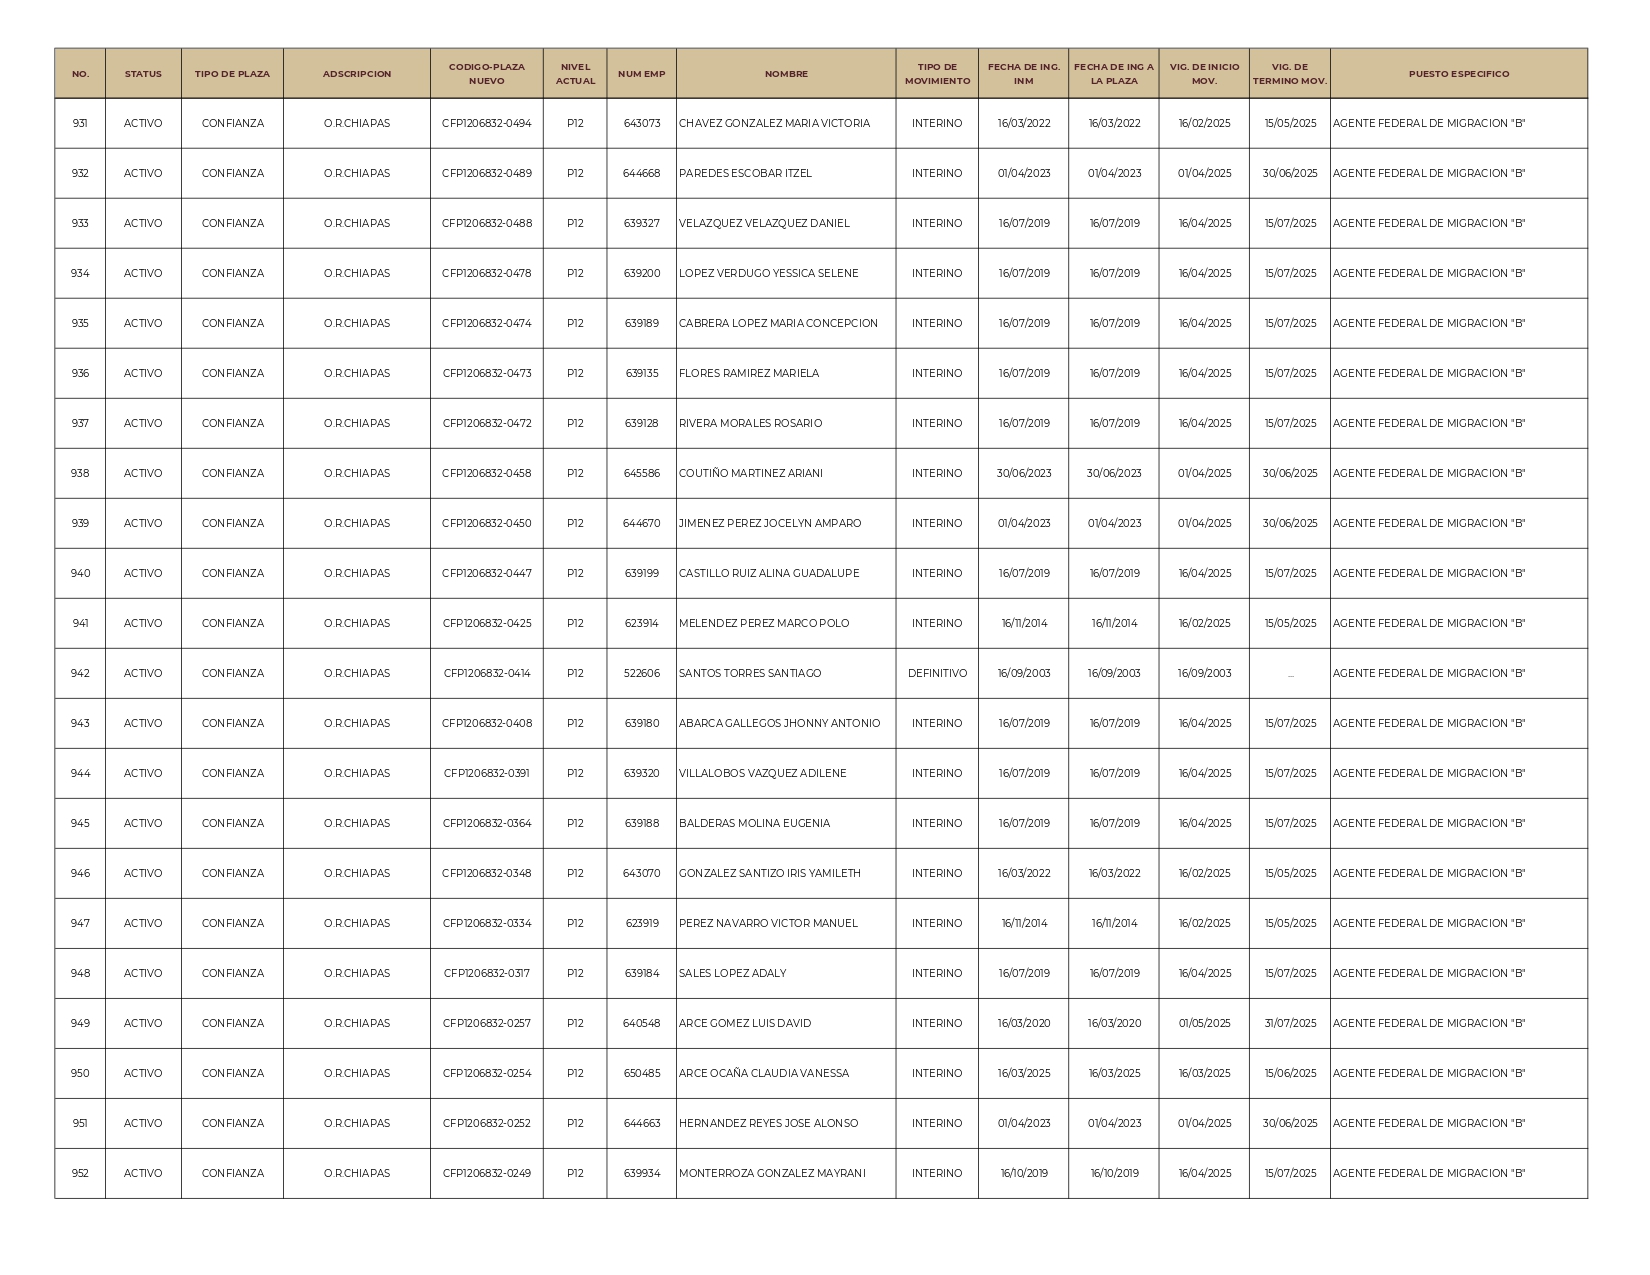 NO. STATUS TIPO DE PLAZA ADSCRIPCION CODIGO-PLAZA NUEVO NIVEL ACTUAL NUM EMP NOMBRE TIPO DE MOVIMIENTO FECHA DE ING. INM FECHA DE ING A LA PLAZA VIG. DE INICIO MOV. VIG. DE TERMINO MOV. PUESTO ESPECIFICO
931 ACTIVO CONFIANZA O.R.CHIAPAS CFP1206832-0494 P12 643073 CHAVEZ GONZALEZ MARIA VICTORIA INTERINO 16/03/2022 16/03/2022 16/02/2025 15/05/2025 AGENTE FEDERAL DE MIGRACION "B"
932 ACTIVO CONFIANZA O.R.CHIAPAS CFP1206832-0489 P12 644668 PAREDES ESCOBAR ITZEL INTERINO 01/04/2023 01/04/2023 01/04/2025 30/06/2025 AGENTE FEDERAL DE MIGRACION "B"
933 ACTIVO CONFIANZA O.R.CHIAPAS CFP1206832-0488 P12 639327 VELAZQUEZ VELAZQUEZ DANIEL INTERINO 16/07/2019 16/07/2019 16/04/2025 15/07/2025 AGENTE FEDERAL DE MIGRACION "B"
934 ACTIVO CONFIANZA O.R.CHIAPAS CFP1206832-0478 P12 639200 LOPEZ VERDUGO YESSICA SELENE INTERINO 16/07/2019 16/07/2019 16/04/2025 15/07/2025 AGENTE FEDERAL DE MIGRACION "B"
935 ACTIVO CONFIANZA O.R.CHIAPAS CFP1206832-0474 P12 639189 CABRERA LOPEZ MARIA CONCEPCION INTERINO 16/07/2019 16/07/2019 16/04/2025 15/07/2025 AGENTE FEDERAL DE MIGRACION "B"
936 ACTIVO CONFIANZA O.R.CHIAPAS CFP1206832-0473 P12 639135 FLORES RAMIREZ MARIELA INTERINO 16/07/2019 16/07/2019 16/04/2025 15/07/2025 AGENTE FEDERAL DE MIGRACION "B"
937 ACTIVO CONFIANZA O.R.CHIAPAS CFP1206832-0472 P12 639128 RIVERA MORALES ROSARIO INTERINO 16/07/2019 16/07/2019 16/04/2025 15/07/2025 AGENTE FEDERAL DE MIGRACION "B"
938 ACTIVO CONFIANZA O.R.CHIAPAS CFP1206832-0458 P12 645586 COUTIÑO MARTINEZ ARIANI INTERINO 30/06/2023 30/06/2023 01/04/2025 30/06/2025 AGENTE FEDERAL DE MIGRACION "B"
939 ACTIVO CONFIANZA O.R.CHIAPAS CFP1206832-0450 P12 644670 JIMENEZ PEREZ JOCELYN AMPARO INTERINO 01/04/2023 01/04/2023 01/04/2025 30/06/2025 AGENTE FEDERAL DE MIGRACION "B"
940 ACTIVO CONFIANZA O.R.CHIAPAS CFP1206832-0447 P12 639199 CASTILLO RUIZ ALINA GUADALUPE INTERINO 16/07/2019 16/07/2019 16/04/2025 15/07/2025 AGENTE FEDERAL DE MIGRACION "B"
941 ACTIVO CONFIANZA O.R.CHIAPAS CFP1206832-0425 P12 623914 MELENDEZ PEREZ MARCO POLO INTERINO 16/11/2014 16/11/2014 16/02/2025 15/05/2025 AGENTE FEDERAL DE MIGRACION "B"
942 ACTIVO CONFIANZA O.R.CHIAPAS CFP1206832-0414 P12 522606 SANTOS TORRES SANTIAGO DEFINITIVO 16/09/2003 16/09/2003 16/09/2003 ... AGENTE FEDERAL DE MIGRACION "B"
943 ACTIVO CONFIANZA O.R.CHIAPAS CFP1206832-0408 P12 639180 ABARCA GALLEGOS JHONNY ANTONIO INTERINO 16/07/2019 16/07/2019 16/04/2025 15/07/2025 AGENTE FEDERAL DE MIGRACION "B"
944 ACTIVO CONFIANZA O.R.CHIAPAS CFP1206832-0391 P12 639320 VILLALOBOS VAZQUEZ ADILENE INTERINO 16/07/2019 16/07/2019 16/04/2025 15/07/2025 AGENTE FEDERAL DE MIGRACION "B"
945 ACTIVO CONFIANZA O.R.CHIAPAS CFP1206832-0364 P12 639188 BALDERAS MOLINA EUGENIA INTERINO 16/07/2019 16/07/2019 16/04/2025 15/07/2025 AGENTE FEDERAL DE MIGRACION "B"
946 ACTIVO CONFIANZA O.R.CHIAPAS CFP1206832-0348 P12 643070 GONZALEZ SANTIZO IRIS YAMILETH INTERINO 16/03/2022 16/03/2022 16/02/2025 15/05/2025 AGENTE FEDERAL DE MIGRACION "B"
947 ACTIVO CONFIANZA O.R.CHIAPAS CFP1206832-0334 P12 623919 PEREZ NAVARRO VICTOR MANUEL INTERINO 16/11/2014 16/11/2014 16/02/2025 15/05/2025 AGENTE FEDERAL DE MIGRACION "B"
948 ACTIVO CONFIANZA O.R.CHIAPAS CFP1206832-0317 P12 639184 SALES LOPEZ ADALY INTERINO 16/07/2019 16/07/2019 16/04/2025 15/07/2025 AGENTE FEDERAL DE MIGRACION "B"
949 ACTIVO CONFIANZA O.R.CHIAPAS CFP1206832-0257 P12 640548 ARCE GOMEZ LUIS DAVID INTERINO 16/03/2020 16/03/2020 01/05/2025 31/07/2025 AGENTE FEDERAL DE MIGRACION "B"
950 ACTIVO CONFIANZA O.R.CHIAPAS CFP1206832-0254 P12 650485 ARCE OCAÑA CLAUDIA VANESSA INTERINO 16/03/2025 16/03/2025 16/03/2025 15/06/2025 AGENTE FEDERAL DE MIGRACION "B"
951 ACTIVO CONFIANZA O.R.CHIAPAS CFP1206832-0252 P12 644663 HERNANDEZ REYES JOSE ALONSO INTERINO 01/04/2023 01/04/2023 01/04/2025 30/06/2025 AGENTE FEDERAL DE MIGRACION "B"
952 ACTIVO CONFIANZA O.R.CHIAPAS CFP1206832-0249 P12 639934 MONTERROZA GONZALEZ MAYRANI INTERINO 16/10/2019 16/10/2019 16/04/2025 15/07/2025 AGENTE FEDERAL DE MIGRACION "B"